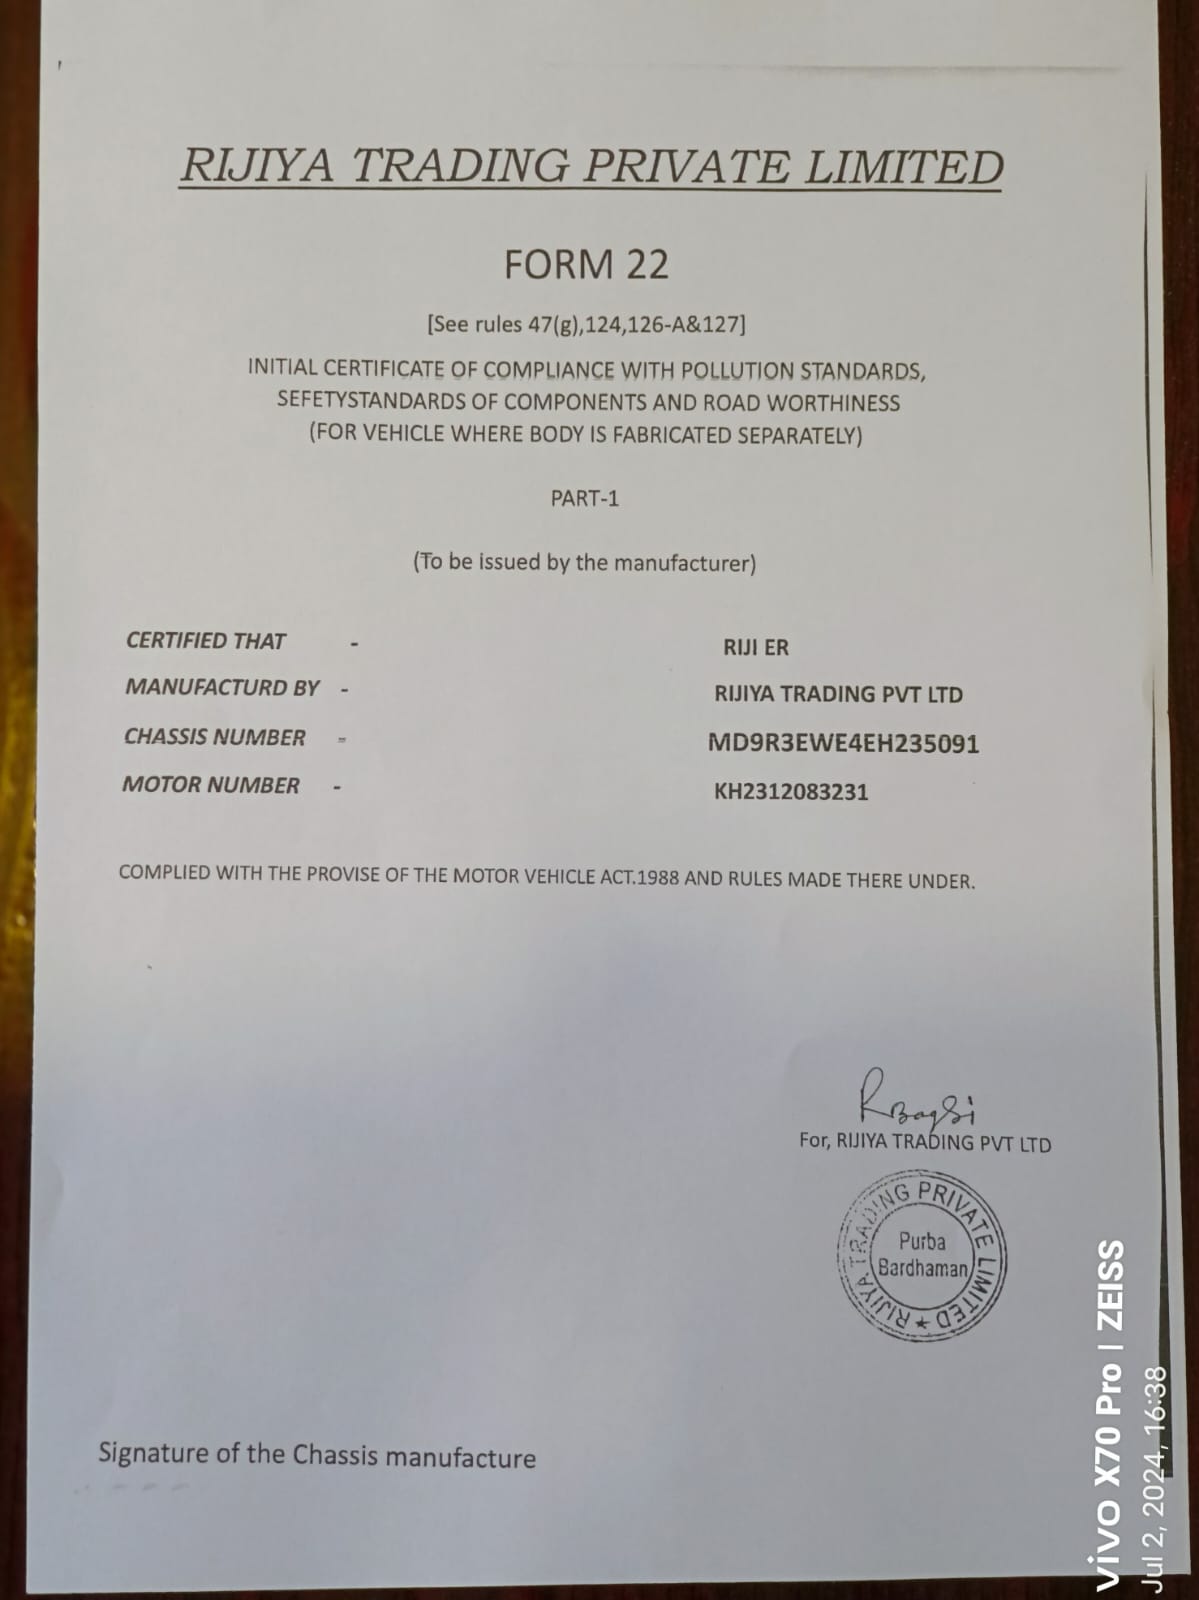 RIJIYA TRADING PRIVATE LIMITED
FORM 22
[See rules 47(g),124,126-A&127]
INITIAL CERTIFICATE OF COMPLIANCE WITH POLLUTION STANDARDS,
SEFETYSTANDARDS OF COMPONENTS AND ROAD WORTHINESS
(FOR VEHICLE WHERE BODY IS FABRICATED SEPARATELY)
PART-1
(To be issued by the manufacturer)
CERTIFIED THAT - RIJI ER
MANUFACTURD BY - RIJIYA TRADING PVT LTD
CHASSIS NUMBER - MD9R3EWE4EH235091
MOTOR NUMBER - KH2312083231
COMPLIED WITH THE PROVISE OF THE MOTOR VEHICLE ACT.1988 AND RULES MADE THERE UNDER.
RBagSi
For, RIJIYA TRADING PVT LTD
RIJIYA TRADING PRIVATE LIMITED ★
Purba
Bardhaman
Signature of the Chassis manufacture
vivo X70 Pro | ZEISS
Jul 2, 2024, 16:38